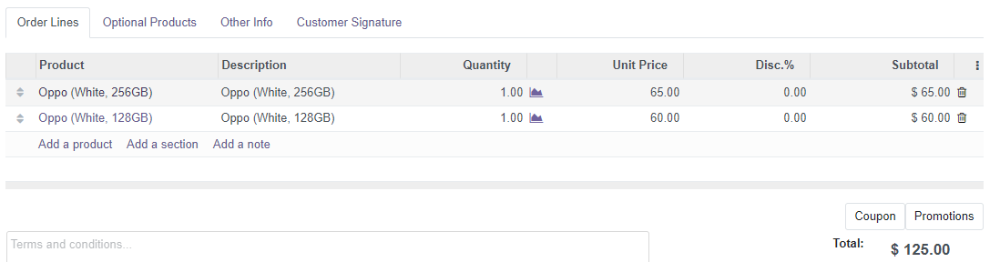 Order Lines Optional Products Other Info Customer Signature
Product Description Quantity Unit Price Disc.% Subtotal
Oppo (White, 256GB) Oppo (White, 256GB) 1.00 65.00 0.00 $ 65.00
Oppo (White, 128GB) Oppo (White, 128GB) 1.00 60.00 0.00 $ 60.00
Add a product Add a section Add a note
Coupon Promotions
Terms and conditions...
Total: $ 125.00